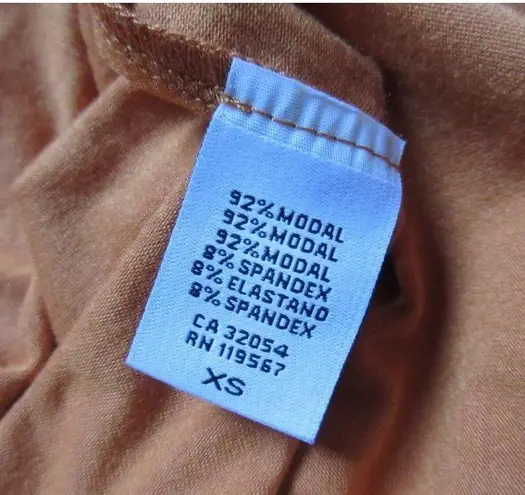 92% MODAL
92% MODAL
92% MODAL
8% SPANDEX
8% ELASTANO
8% SPANDEX
CA 32054
RN 119567
XS